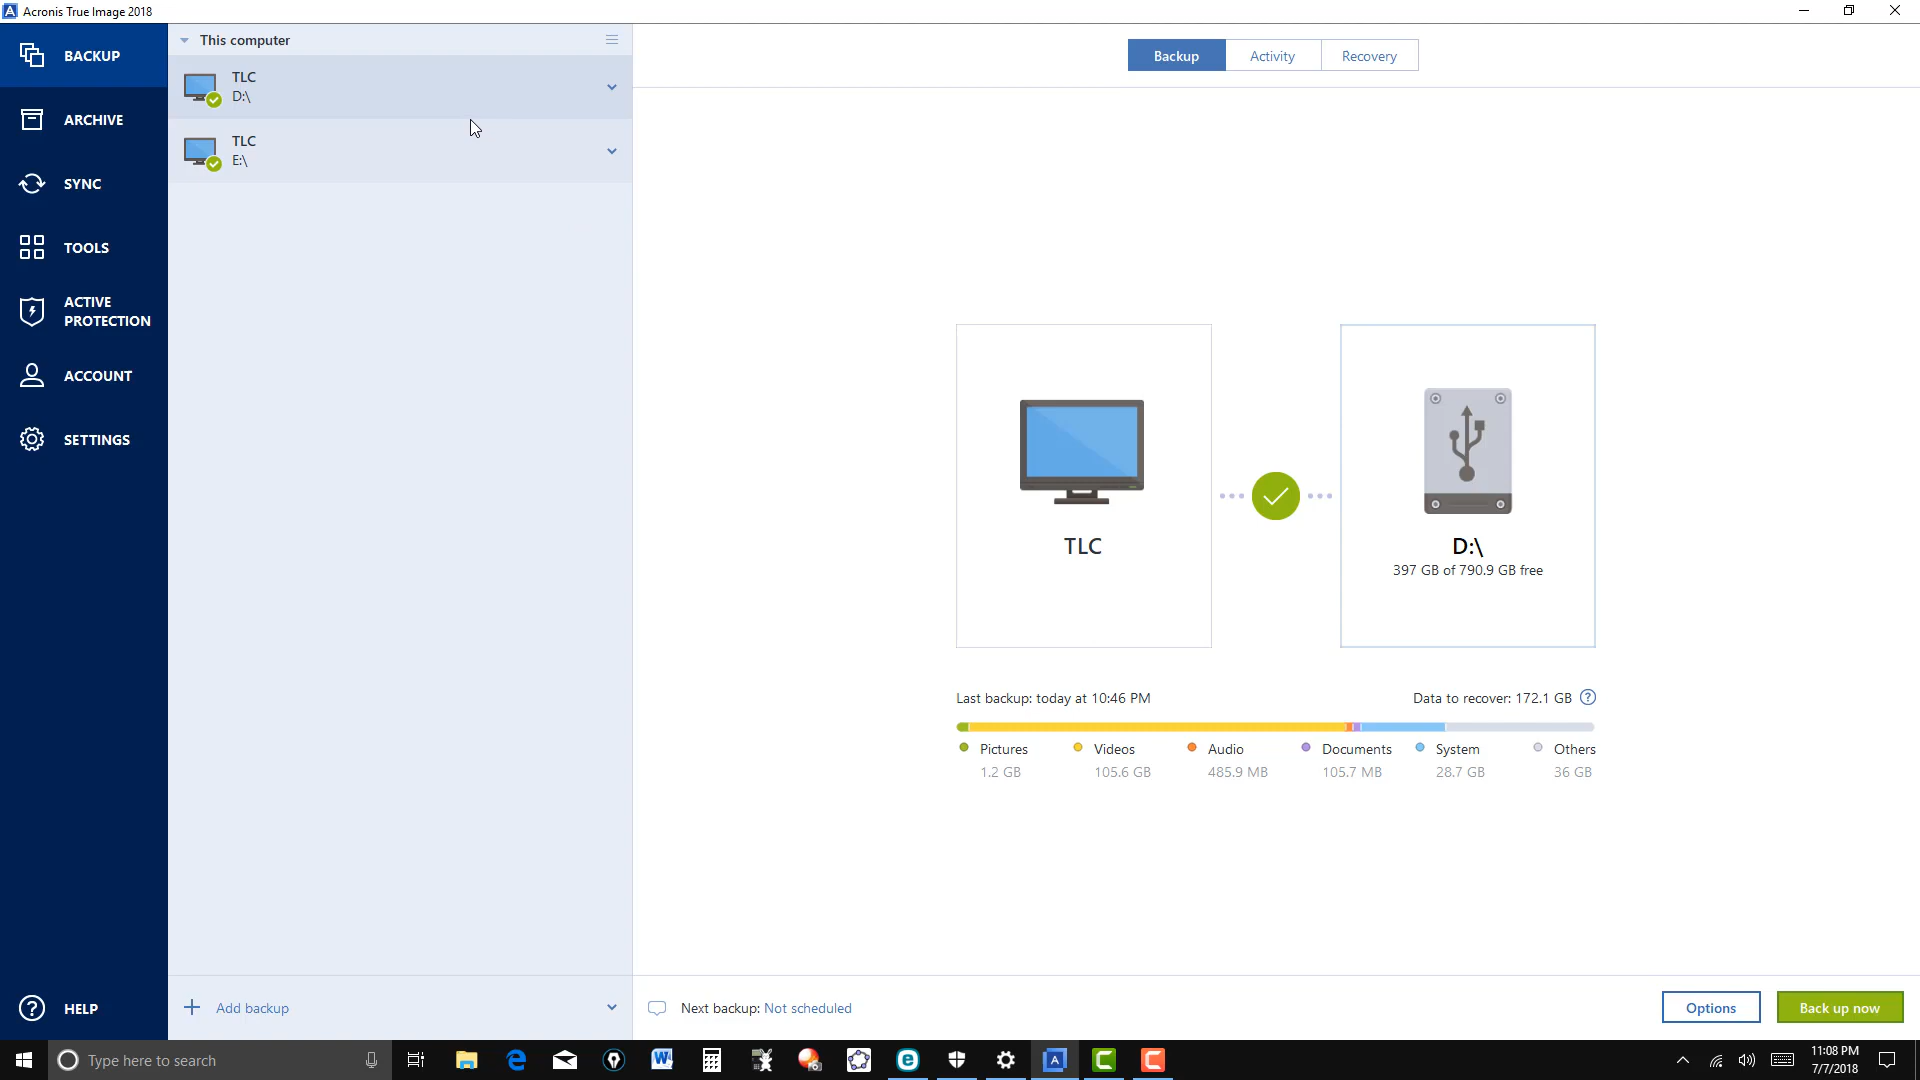 Acronis True Image 2018
BACKUP
ARCHIVE
SYNC
TOOLS
ACTIVE
PROTECTION
ACCOUNT
SETTINGS
HELP
This computer
TLC
D:\
TLC
E:\
Add backup
Backup
Activity
Recovery
TLC
D:\
397 GB of 790.9 GB free
Last backup: today at 10:46 PM
Data to recover: 172.1 GB ?
Pictures
1.2 GB
Videos
105.6 GB
Audio
485.9 MB
Documents
105.7 MB
System
28.7 GB
Others
36 GB
Next backup: Not scheduled
Options
Back up now
Type here to search
11:08 PM
7/7/2018